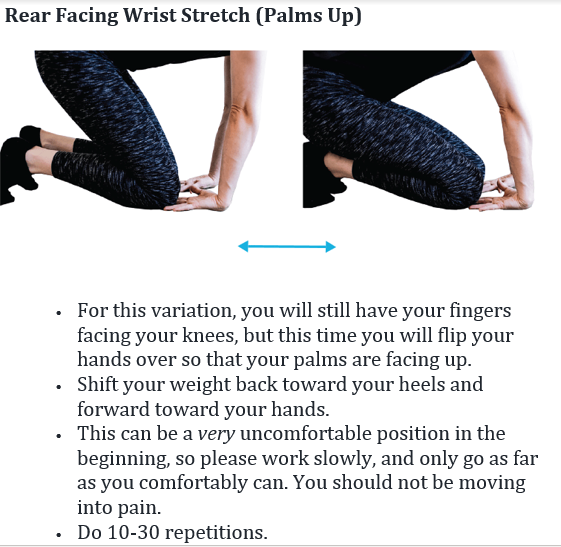 Rear Facing Wrist Stretch (Palms Up)
• For this variation, you will still have your fingers
facing your knees, but this time you will flip your
hands over so that your palms are facing up.
• Shift your weight back toward your heels and
forward toward your hands.
• This can be a very uncomfortable position in the
beginning, so please work slowly, and only go as far
as you comfortably can. You should not be moving
into pain.
• Do 10-30 repetitions.